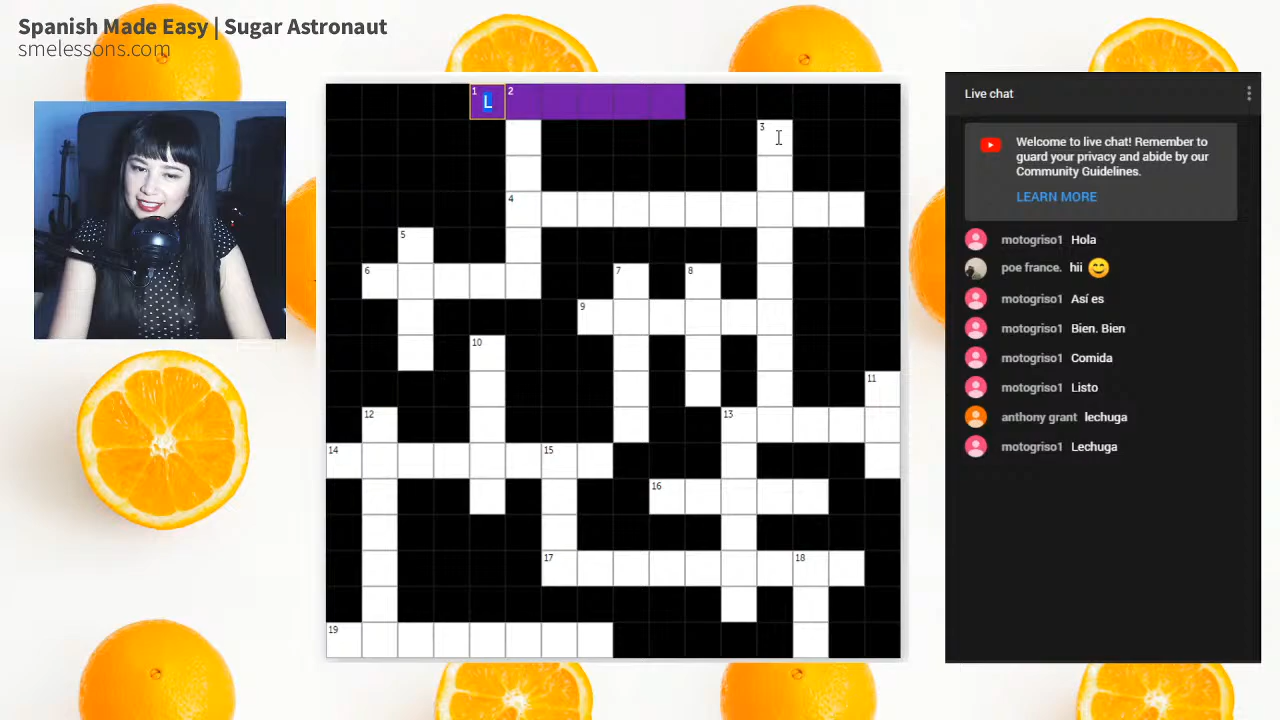 Spanish Made Easy | Sugar Astronaut
smelessons.com
1 L 2
3
4
5
6 7 8
9
10
11
12 13
14 15
16
17 18
19
Live chat
Welcome to live chat! Remember to
guard your privacy and abide by our
Community Guidelines.
LEARN MORE
motogriso1 Hola
poe france. hii 😊
motogriso1 Así es
motogriso1 Bien. Bien
motogriso1 Comida
motogriso1 Listo
anthony grant lechuga
motogriso1 Lechuga